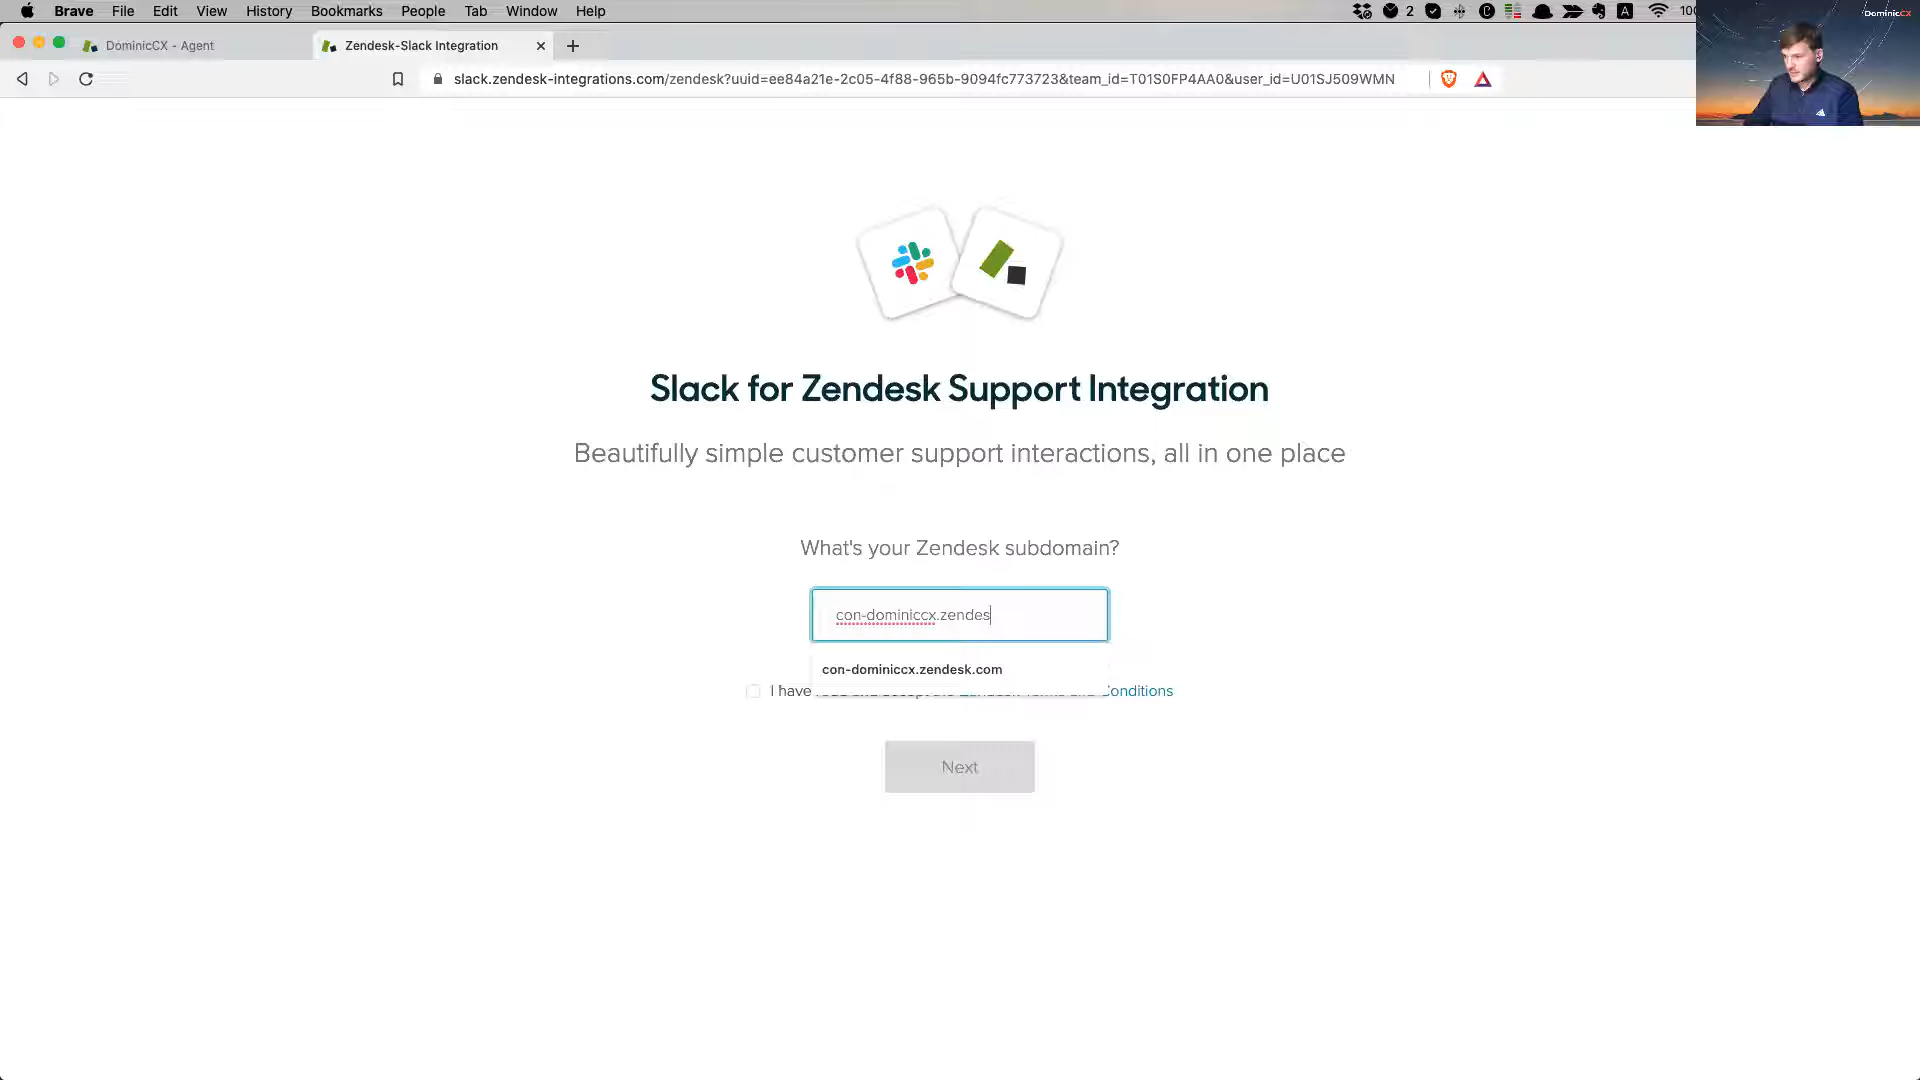 Brave File Edit View History Bookmarks People Tab Window Help 2 A
DominicCX
DominicCX - Agent
Zendesk-Slack Integration
slack.zendesk-integrations.com/zendesk?uuid=ee84a21e-2c05-4f88-965b-9094fc773723&team_id=T01S0FP4AA0&user_id=U01SJ509WMN
Slack for Zendesk Support Integration
Beautifully simple customer support interactions, all in one place
What's your Zendesk subdomain?
con-dominiccx.zendes
con-dominiccx.zendesk.com
I have Conditions
Next